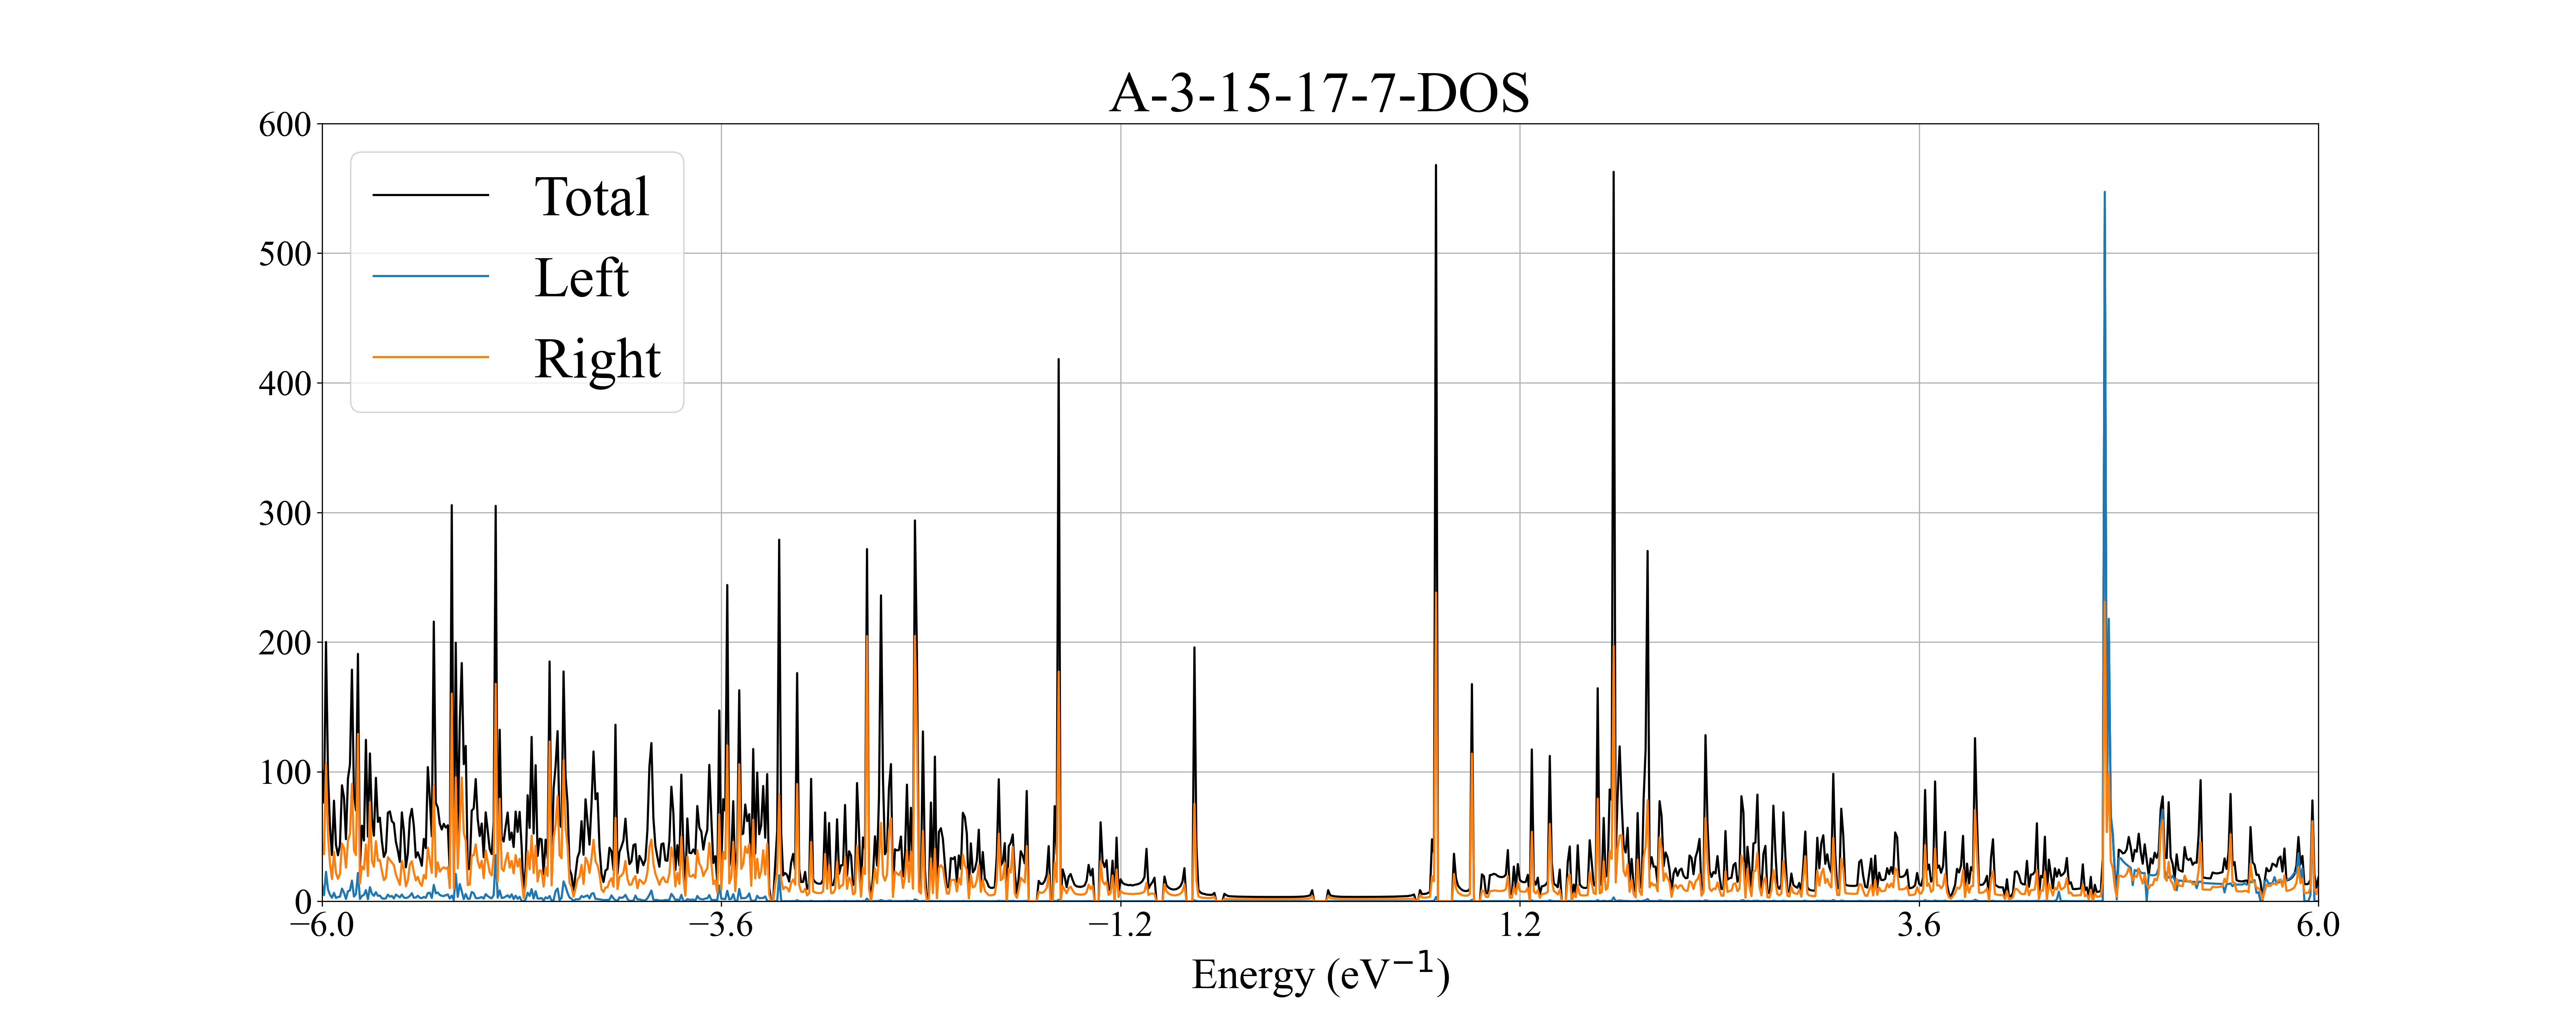 A-3-15-17-7-DOS
600
500
400
300
200
100
0
Total
Left
Right
−6.0
−3.6
−1.2
1.2
3.6
6.0
Energy (eV⁻¹)